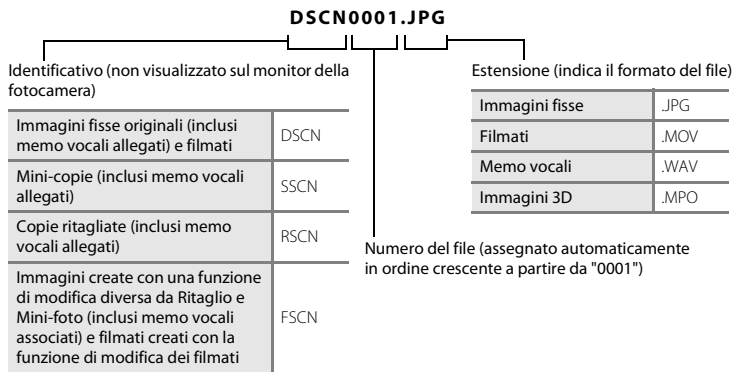 DSCN0001.JPG
Identificativo (non visualizzato sul monitor della
fotocamera)
Immagini fisse originali (inclusi
memo vocali allegati) e filmati
DSCN
Mini-copie (inclusi memo vocali
allegati)
SSCN
Copie ritagliate (inclusi memo
vocali allegati)
RSCN
Immagini create con una funzione
di modifica diversa da Ritaglio e
Mini-foto (inclusi memo vocali
associati) e filmati creati con la
funzione di modifica dei filmati
FSCN
Estensione (indica il formato del file)
Immagini fisse
.JPG
Filmati
.MOV
Memo vocali
.WAV
Immagini 3D
.MPO
Numero del file (assegnato automaticamente
in ordine crescente a partire da "0001")